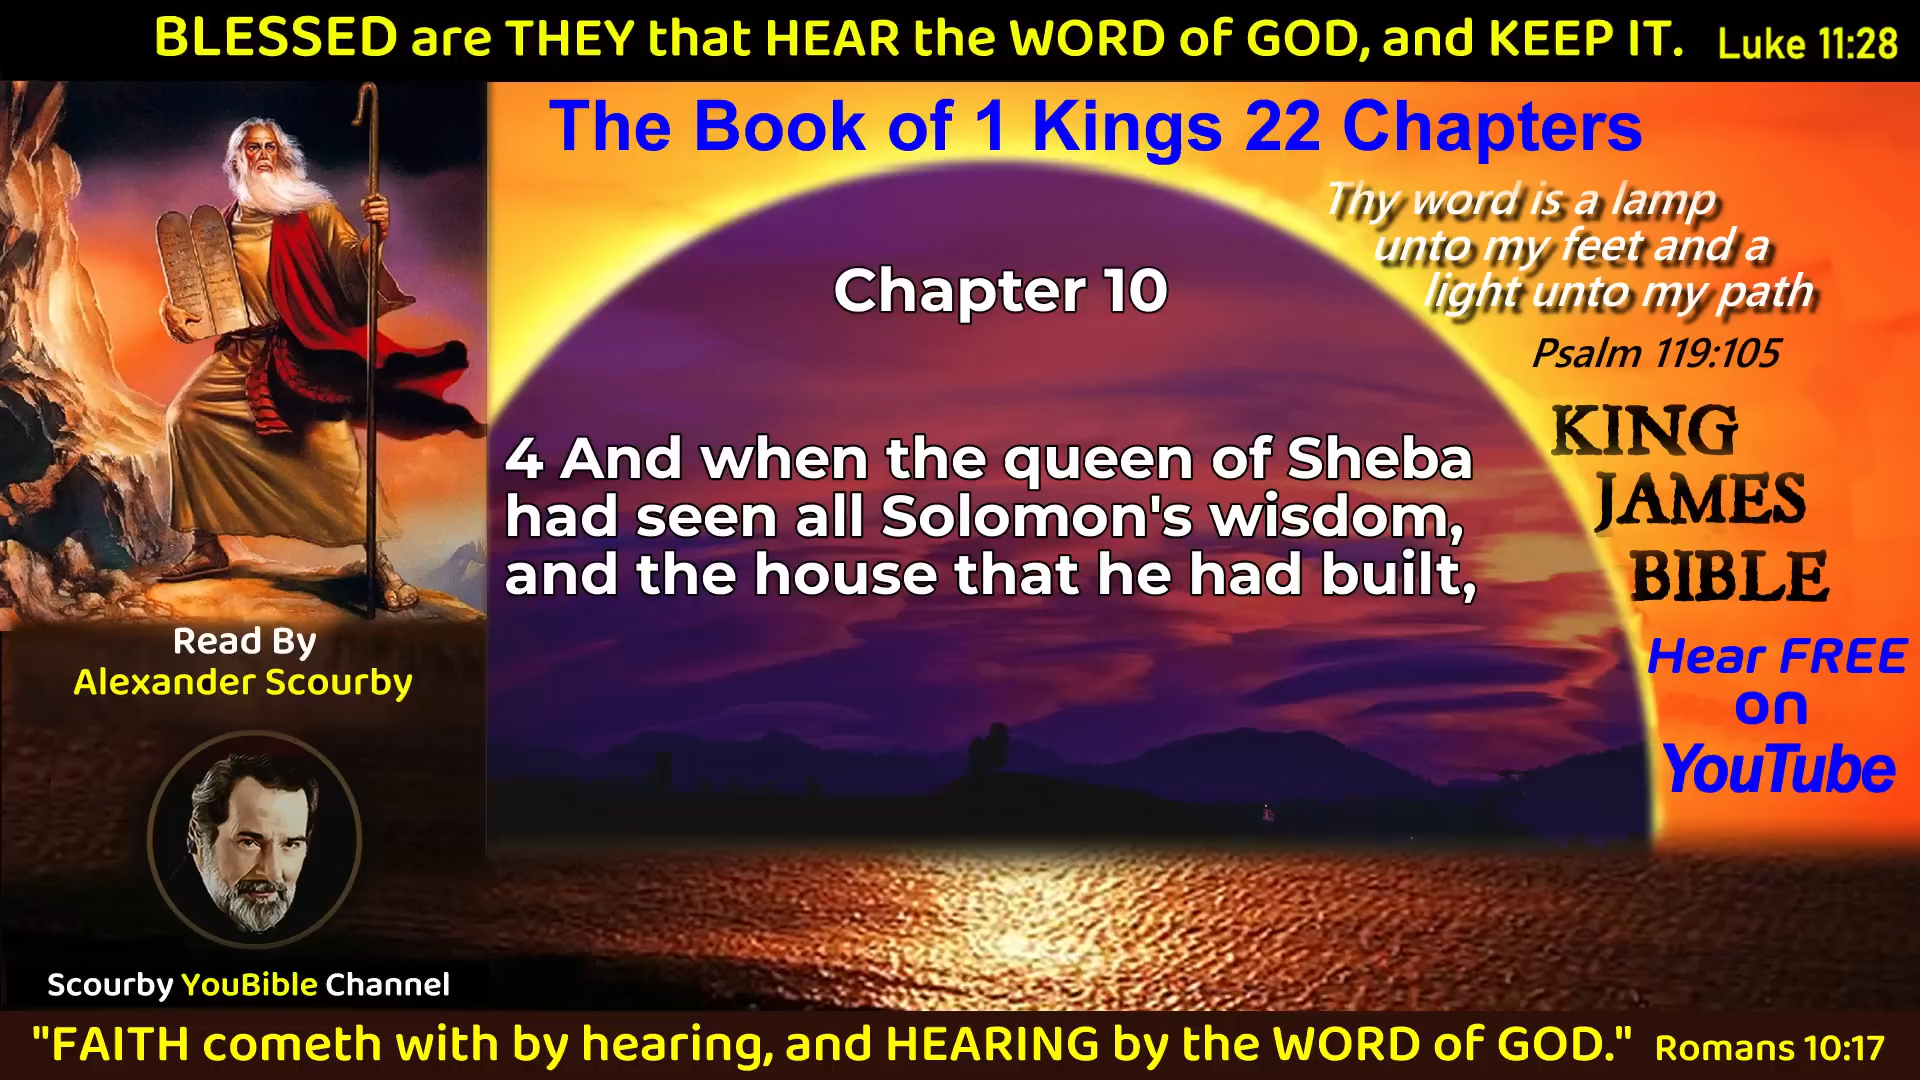 BLESSED are THEY that HEAR the WORD of GOD, and KEEP IT. Luke 11:28
The Book of 1 Kings 22 Chapters
Thy word is a lamp
unto my feet and a
light unto my path
Psalm 119:105
Chapter 10
4 And when the queen of Sheba
had seen all Solomon's wisdom,
and the house that he had built,
KING
JAMES
BIBLE
Hear FREE
on
YouTube
Read By
Alexander Scourby
Scourby YouBible Channel
"FAITH cometh with by hearing, and HEARING by the WORD of GOD." Romans 10:17